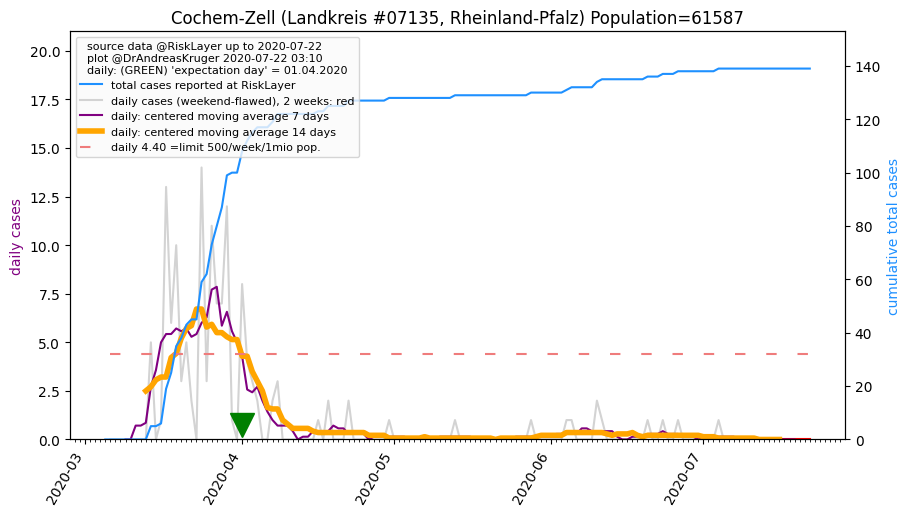 Cochem-Zell (Landkreis #07135, Rheinland-Pfalz) Population=61587
source data @RiskLayer up to 2020-07-22
plot @DrAndreasKruger 2020-07-22 03:10
daily: (GREEN) 'expectation day' = 01.04.2020
total cases reported at RiskLayer
daily cases (weekend-flawed), 2 weeks: red
daily: centered moving average 7 days
daily: centered moving average 14 days
daily 4.40 =limit 500/week/1mio pop.
daily cases
20.0
17.5
15.0
12.5
10.0
7.5
5.0
2.5
0.0
cumulative total cases
140
120
100
80
60
40
20
0
2020-03
2020-04
2020-05
2020-06
2020-07